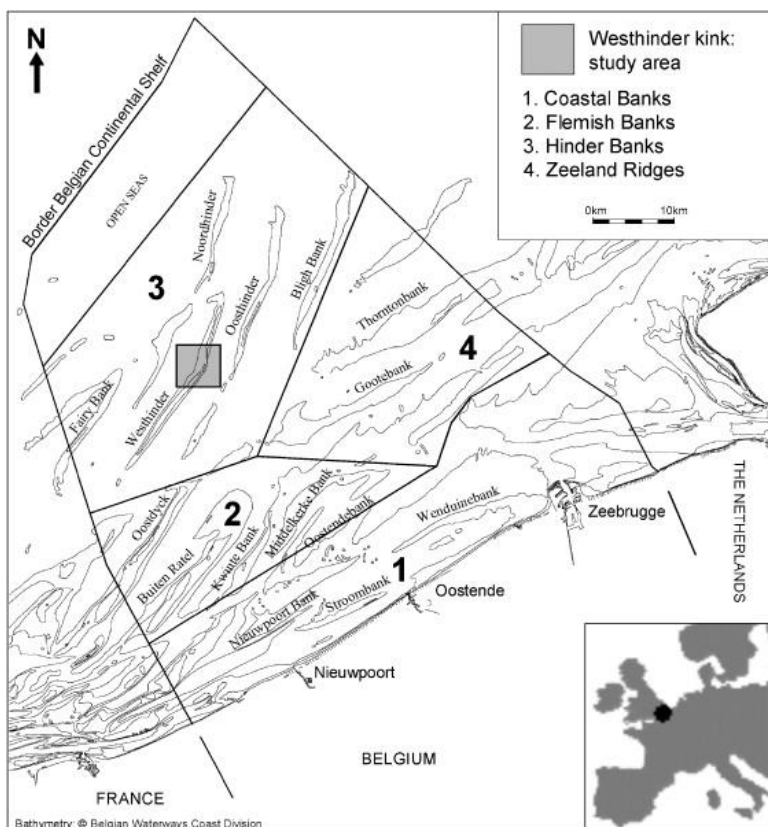 N
Border Belgian Continental Shelf
OPEN SEAS
Westhinder kink:
study area
1. Coastal Banks
2. Flemish Banks
3. Hinder Banks
4. Zeeland Ridges
0km
10km
Noordhinder
Oosthinder
Bligh Bank
3
Thorntonbank
4
Gootebank
Westhinder
Fairy Bank
THE NETHERLANDS
Oostdyck
2
Buiten Ratel
Kwinte Bank
Middelkerke Bank
Oostendebank
Wenduinebank
Zeebrugge
1
Nieuwpoort Bank
Stroombank
Oostende
Nieuwpoort
BELGIUM
FRANCE
Bathymetry: © Belgian Waterways Coast Division